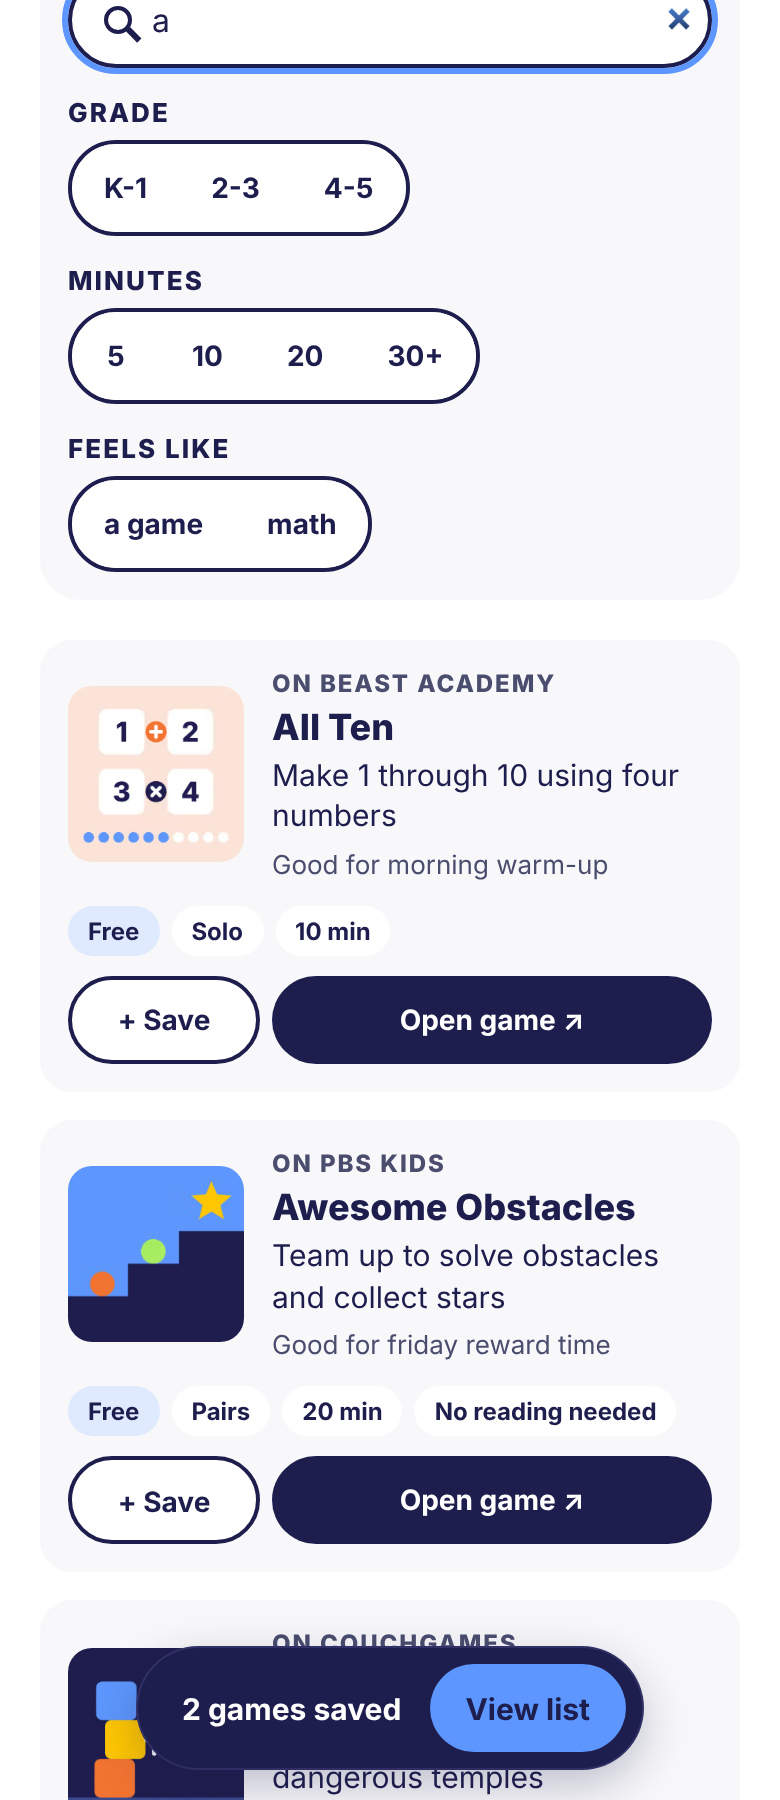 a
GRADE
K-1 2-3 4-5
MINUTES
5 10 20 30+
FEELS LIKE
a game math
ON BEAST ACADEMY
All Ten
Make 1 through 10 using four
numbers
Good for morning warm-up
1 + 2
3 × 4
Free Solo 10 min
+ Save Open game ↗
ON PBS KIDS
Awesome Obstacles
Team up to solve obstacles
and collect stars
Good for friday reward time
Free Pairs 20 min No reading needed
+ Save Open game ↗
ON COUCHGAMES
2 games saved View list
dangerous temples